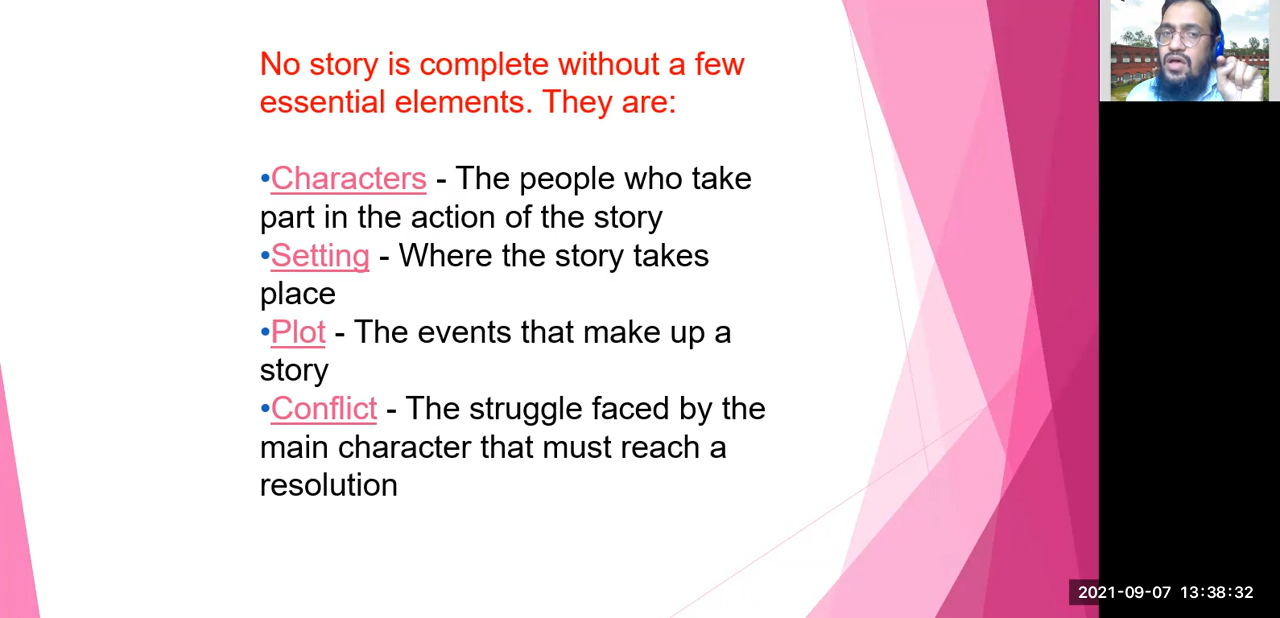 No story is complete without a few
essential elements. They are:
•Characters - The people who take
part in the action of the story
•Setting - Where the story takes
place
•Plot - The events that make up a
story
•Conflict - The struggle faced by the
main character that must reach a
resolution
2021-09-07 13:38:32